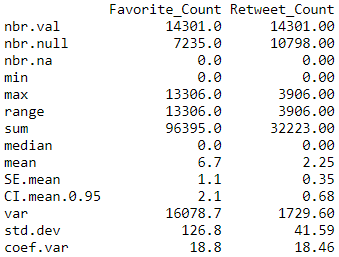 Favorite_Count Retweet_Count
nbr.val 14301.0 14301.00
nbr.null 7235.0 10798.00
nbr.na 0.0 0.00
min 0.0 0.00
max 13306.0 3906.00
range 13306.0 3906.00
sum 96395.0 32223.00
median 0.0 0.00
mean 6.7 2.25
SE.mean 1.1 0.35
CI.mean.0.95 2.1 0.68
var 16078.7 1729.60
std.dev 126.8 41.59
coef.var 18.8 18.46